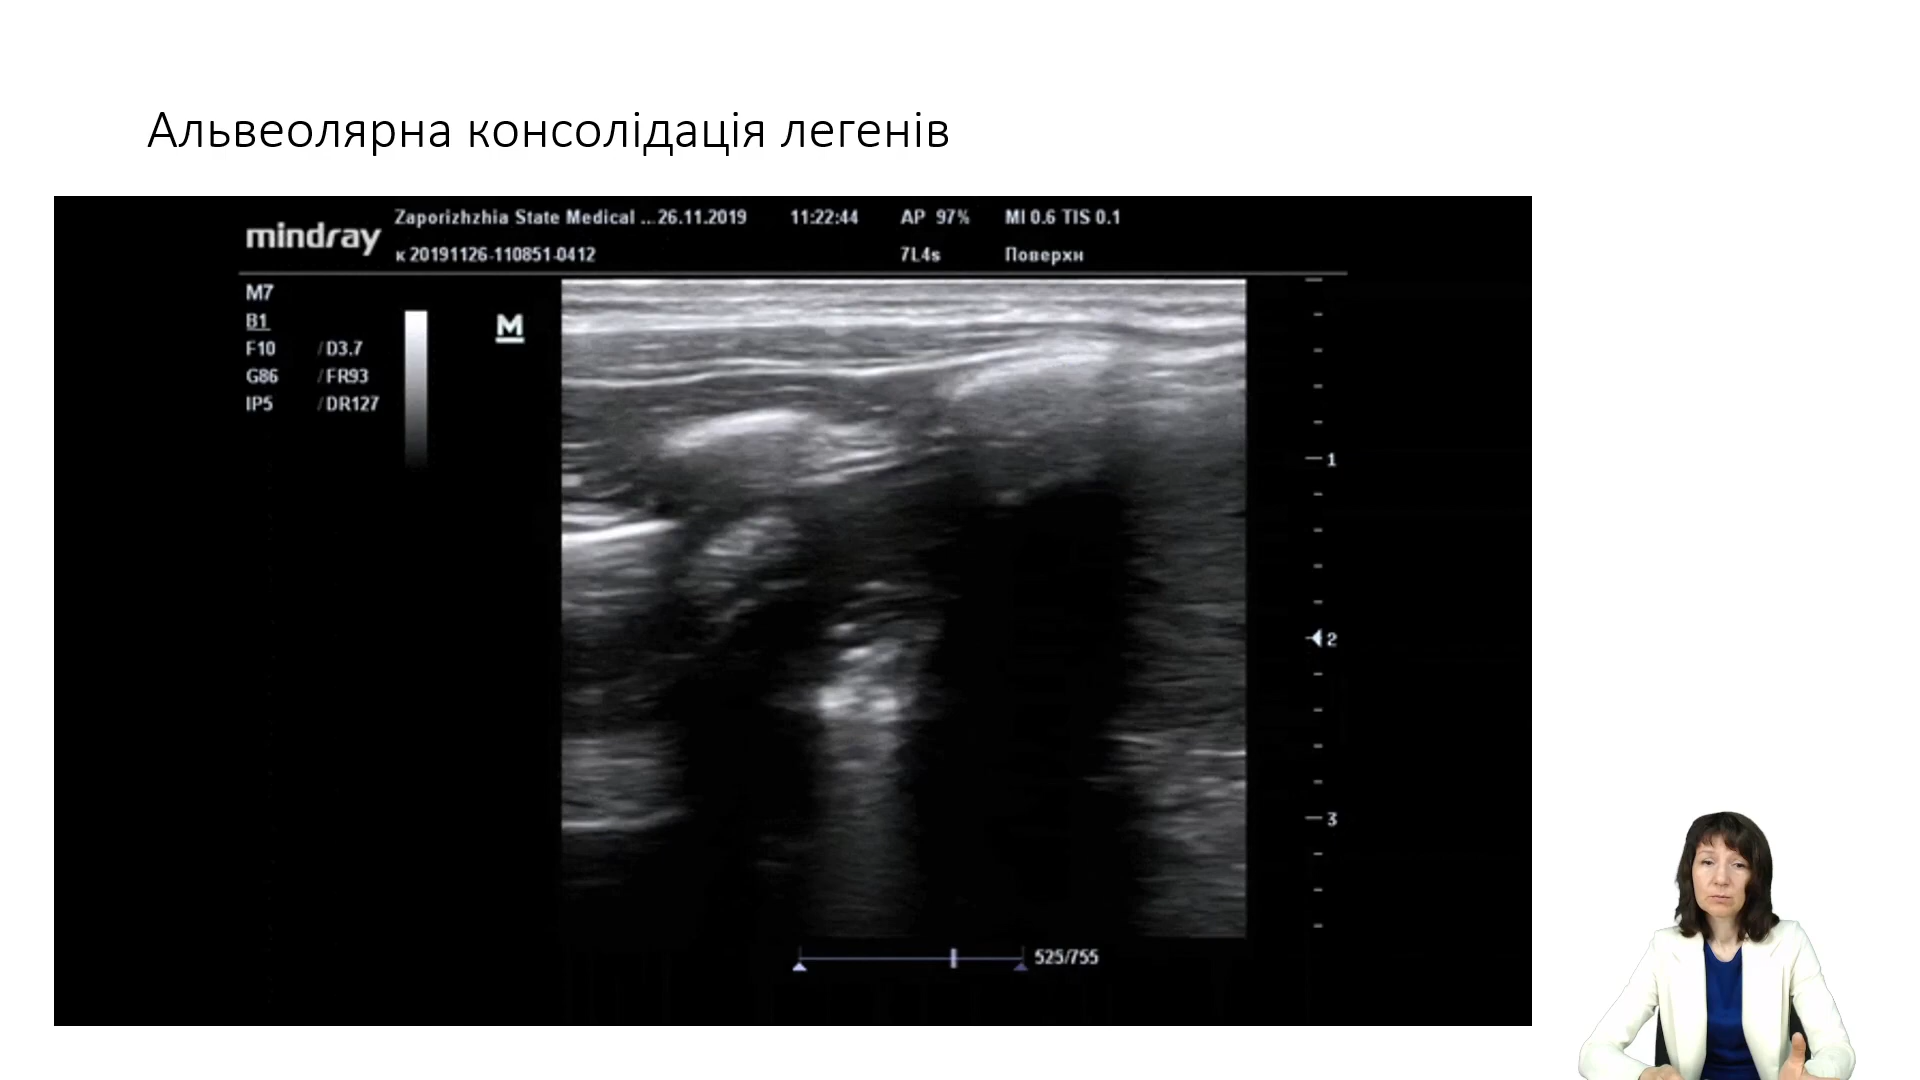 Альвеолярна консолідація легенів
mindray
Zaporizhzhia State Medical ... 26.11.2019 11:22:44 AP 97% MI 0.6 TIS 0.1
к 20191126-110851-0412 7L4s Поверхн
M7
B1
F10 / D3.7
G86 / FR93
IP5 / DR127
M
1
2
3
525/755